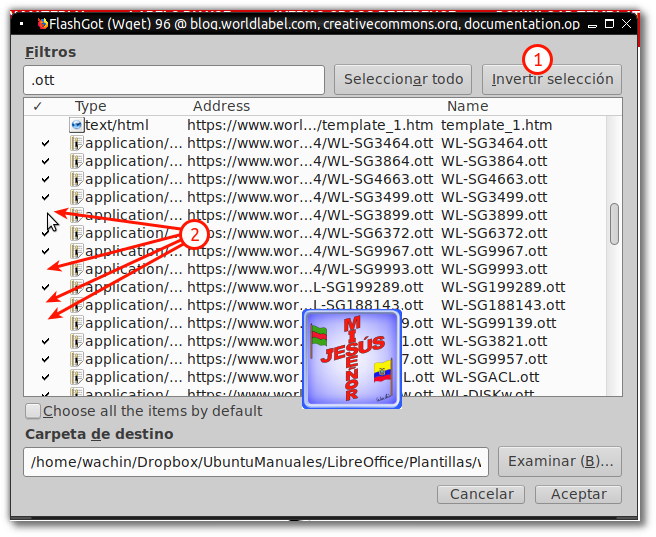 FlashGot (Wget) 96 @ blog.worldlabel.com, creativecommons.org, documentation.op
Filtros
1
.ott
Seleccionar todo
Invertir selección
✓ Type Address Name
text/html https://www.worl…/template_1.htm template_1.htm
application/… https://www.wor…4/WL-SG3464.ott WL-SG3464.ott
application/… https://www.wor…4/WL-SG3864.ott WL-SG3864.ott
application/… https://www.wor…4/WL-SG4663.ott WL-SG4663.ott
application/… https://www.wor…4/WL-SG3499.ott WL-SG3499.ott
application/… https://www.wor…4/WL-SG3899.ott WL-SG3899.ott
2
application/… https://www.wor…4/WL-SG6372.ott WL-SG6372.ott
application/… https://www.wor…4/WL-SG9967.ott WL-SG9967.ott
application/… https://www.wor…4/WL-SG9993.ott WL-SG9993.ott
application/… https://www.wor…L-SG199289.ott WL-SG199289.ott
application/… https://www.wor…L-SG188143.ott WL-SG188143.ott
application/… https://www.wor 9.ott WL-SG99139.ott
application/… https://www.wor 1.ott WL-SG3821.ott
application/… https://www.wor 7.ott WL-SG9957.ott
application/… https://www.wor L.ott WL-SGACL.ott
application/… https://www.wor .ott WL-DISKw.ott
MI SEÑOR
JESÚS
Choose all the items by default
Carpeta de destino
/home/wachin/Dropbox/UbuntuManuales/LibreOffice/Plantillas/w
Examinar (B)…
Cancelar
Aceptar